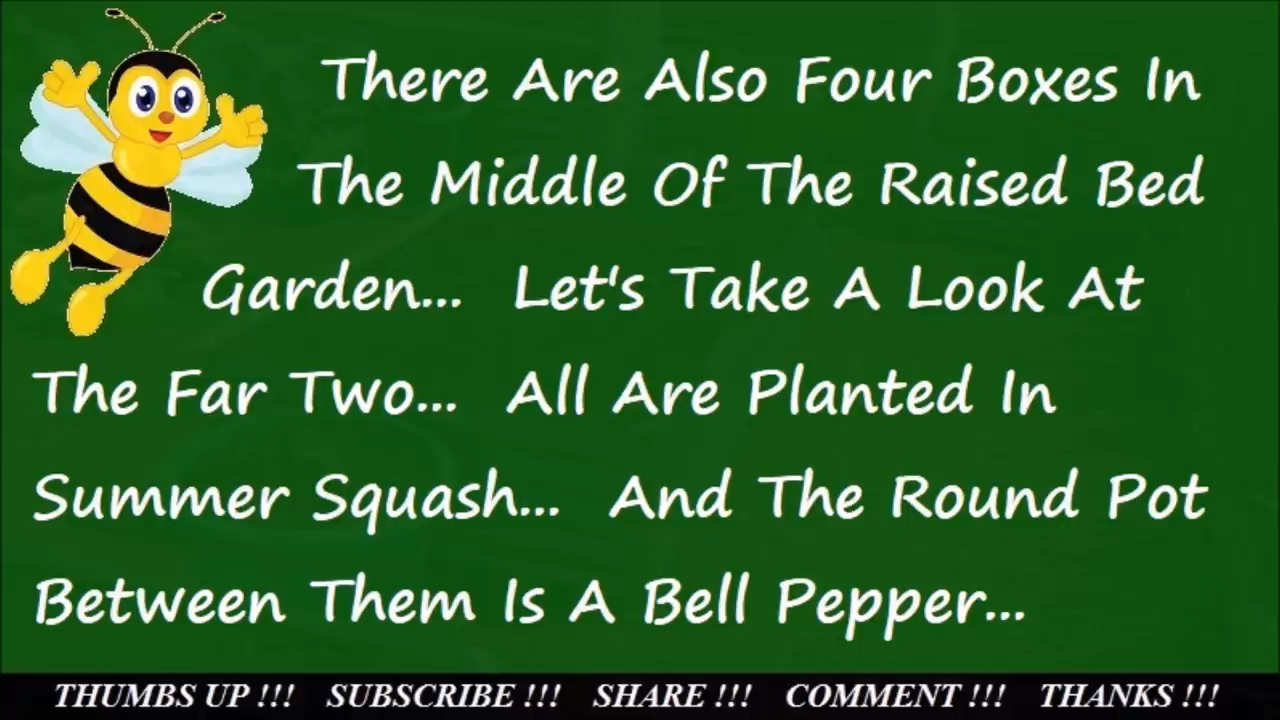 There Are Also Four Boxes In
The Middle Of The Raised Bed
Garden... Let's Take A Look At
The Far Two... All Are Planted In
Summer Squash... And The Round Pot
Between Them Is A Bell Pepper...
THUMBS UP !!! SUBSCRIBE !!! SHARE !!! COMMENT !!! THANKS !!!